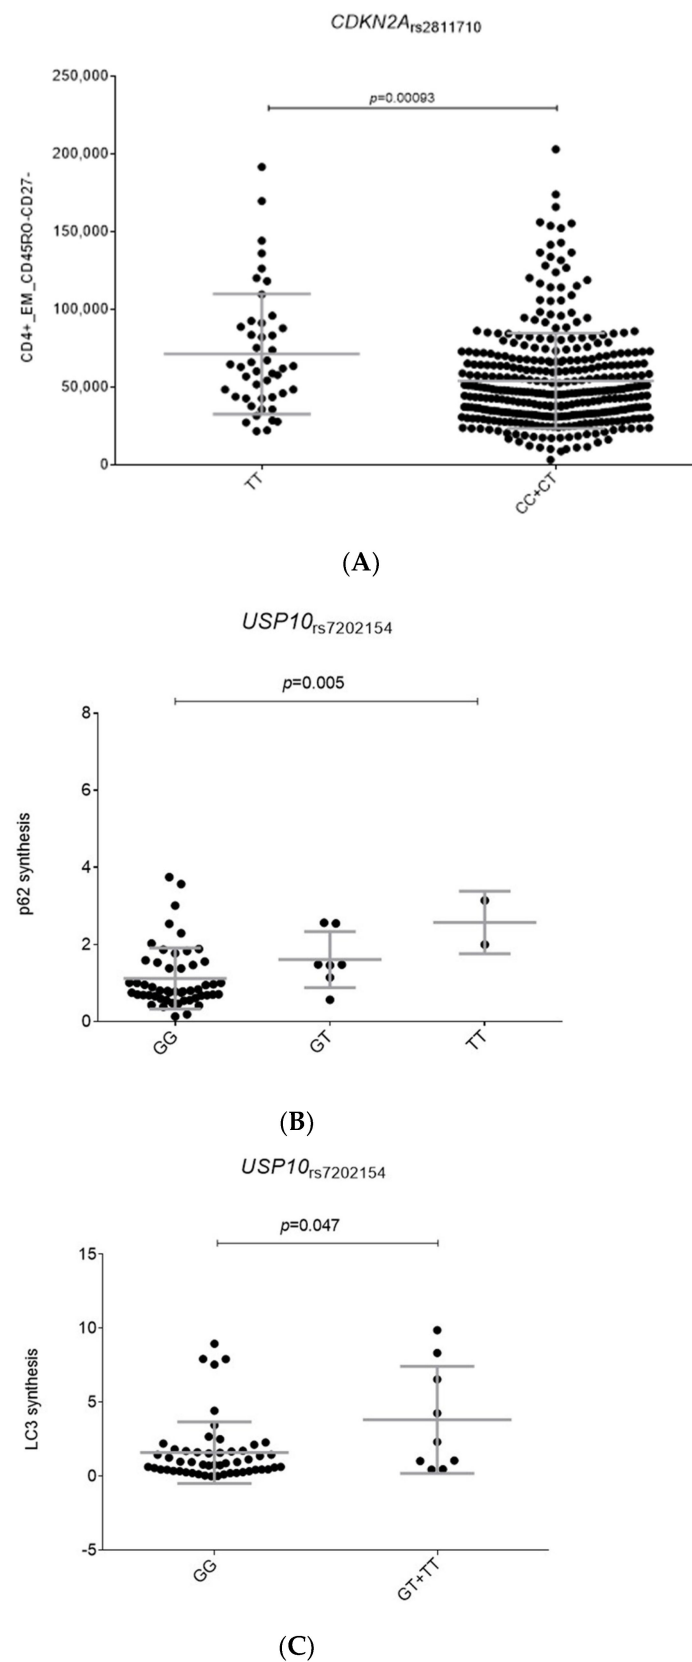 CDKN2Ars2811710
p=0.00093
CD4+_EM_CD45RO-CD27-
250,000
200,000
150,000
100,000
50,000
0
TT
CC+CT
(A)
USP10rs7202154
p=0.005
p62 synthesis
8
6
4
2
0
GG
GT
TT
(B)
USP10rs7202154
p=0.047
LC3 synthesis
15
10
5
0
-5
GG
GT+TT
(C)